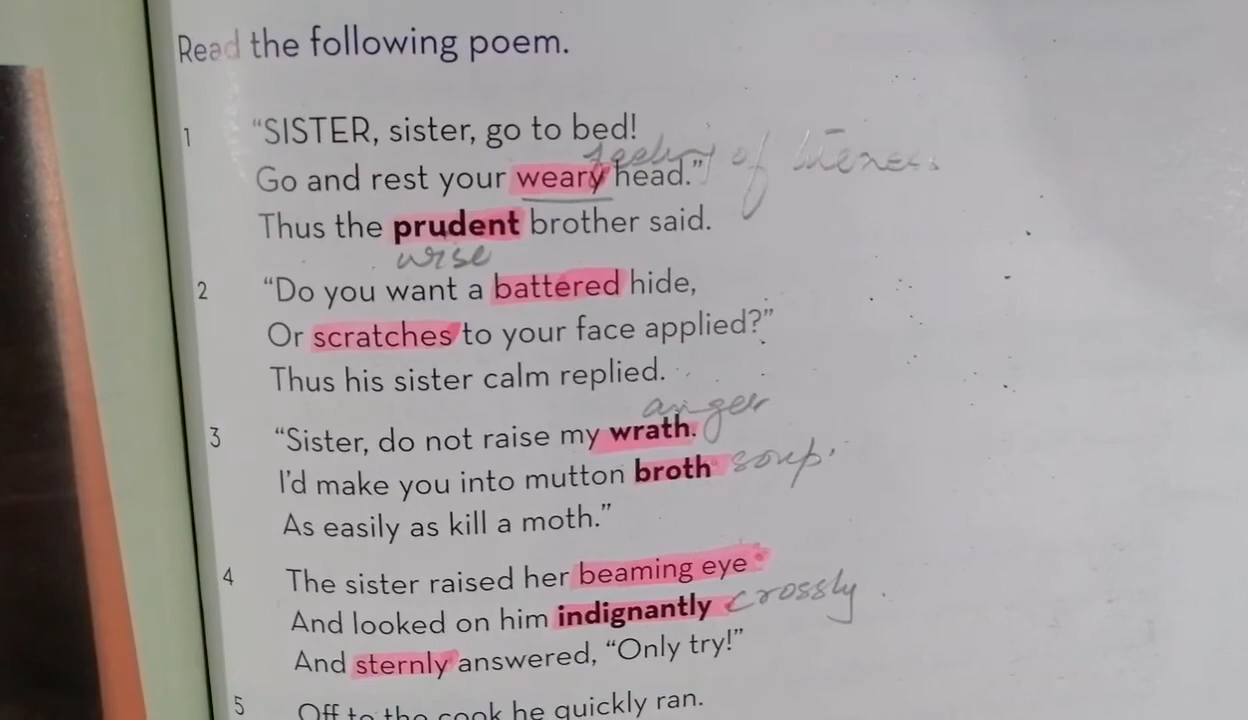 Read the following poem.
1 “SISTER, sister, go to bed!
feeling of
Go and rest your weary head.”
Thus the prudent brother said.
wise
2 “Do you want a battered hide,
Or scratches to your face applied?”
Thus his sister calm replied.
anger
3 “Sister, do not raise my wrath.
I’d make you into mutton broth soup.
As easily as kill a moth.”
4 The sister raised her beaming eye
And looked on him indignantly crossly.
And sternly answered, “Only try!”
5 Off to the cook he quickly ran.